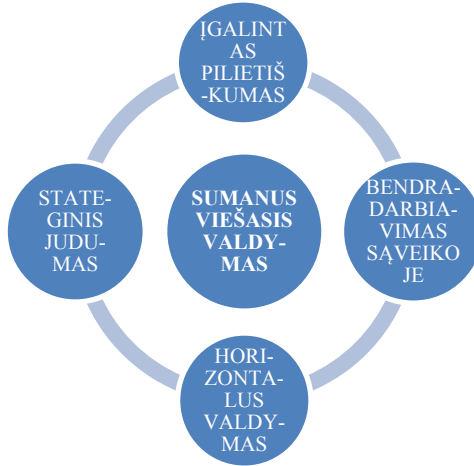 ĮGALINT
AS
PILIETIŠ
-KUMAS
STATE-
GINIS
JUDU-
MAS
SUMANUS
VIEŠASIS
VALDY-
MAS
BENDRA-
DARBIA-
VIMAS
SĄVEIKO
JE
HORI-
ZONTA-
LUS
VALDY-
MAS